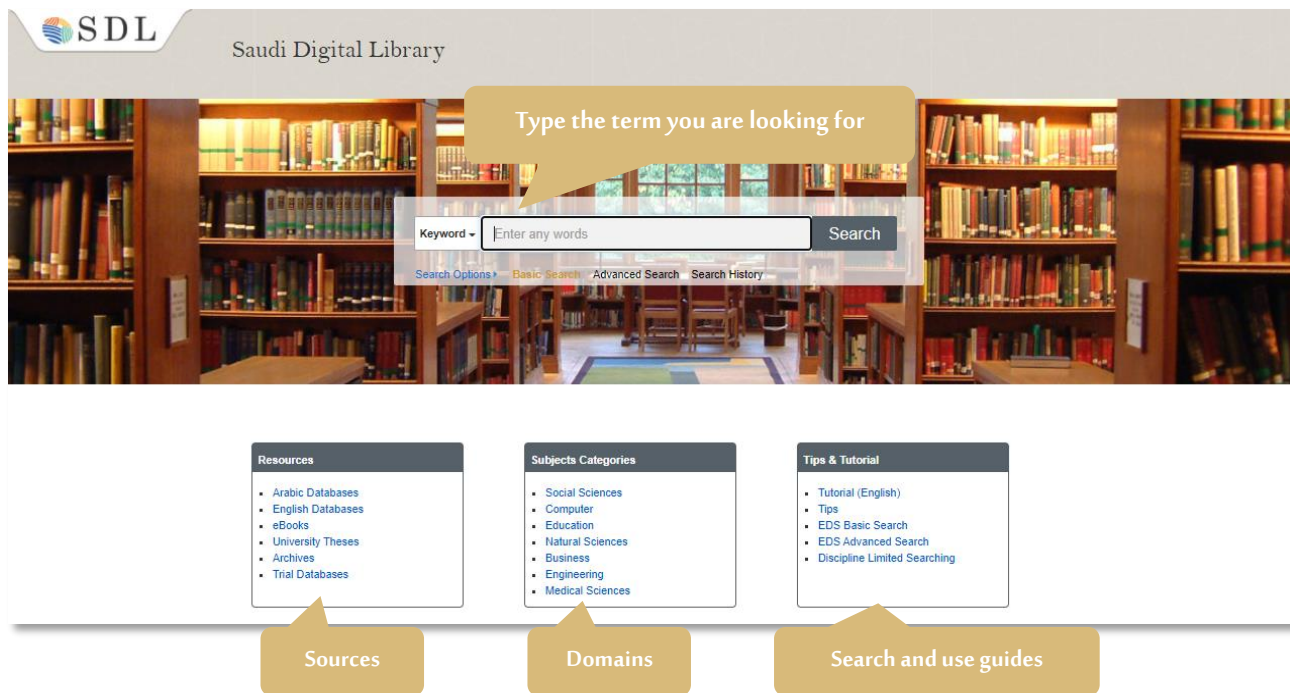 SDL
Saudi Digital Library
Type the term you are looking for
Keyword Enter any words Search
Search Options Basic Search Advanced Search Search History
Resources
Arabic Databases
English Databases
eBooks
University Theses
Archives
Trial Databases
Subjects Categories
Social Sciences
Computer
Education
Natural Sciences
Business
Engineering
Medical Sciences
Tips & Tutorial
Tutorial (English)
Tips
EDS Basic Search
EDS Advanced Search
Discipline Limited Searching
Sources
Domains
Search and use guides